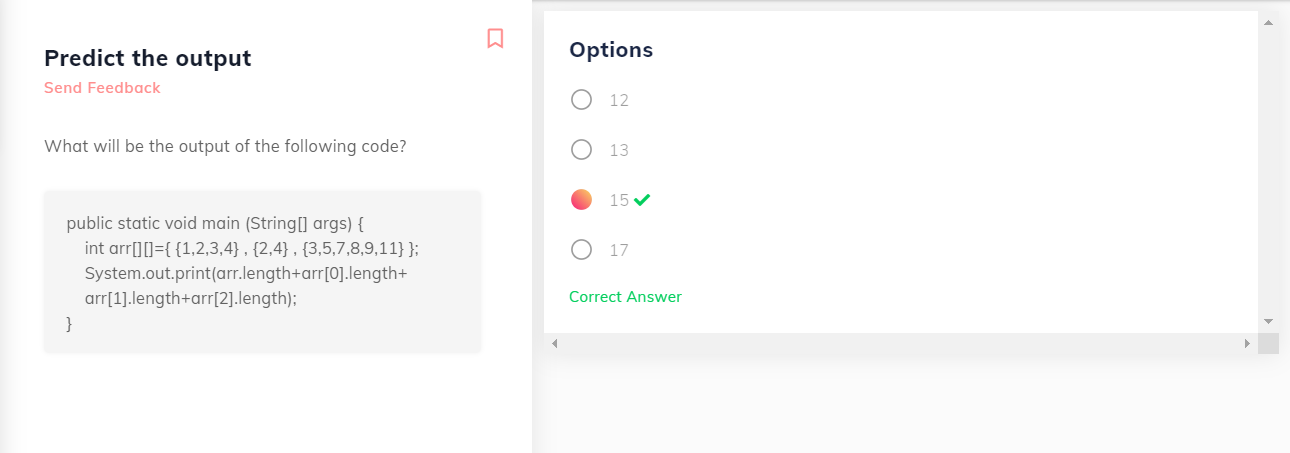 Predict the output
Send Feedback
What will be the output of the following code?
public static void main (String[] args) {
int arr[][]={ {1,2,3,4} , {2,4} , {3,5,7,8,9,11} };
System.out.print(arr.length+arr[0].length+
arr[1].length+arr[2].length);
}
Options
12
13
15
17
Correct Answer